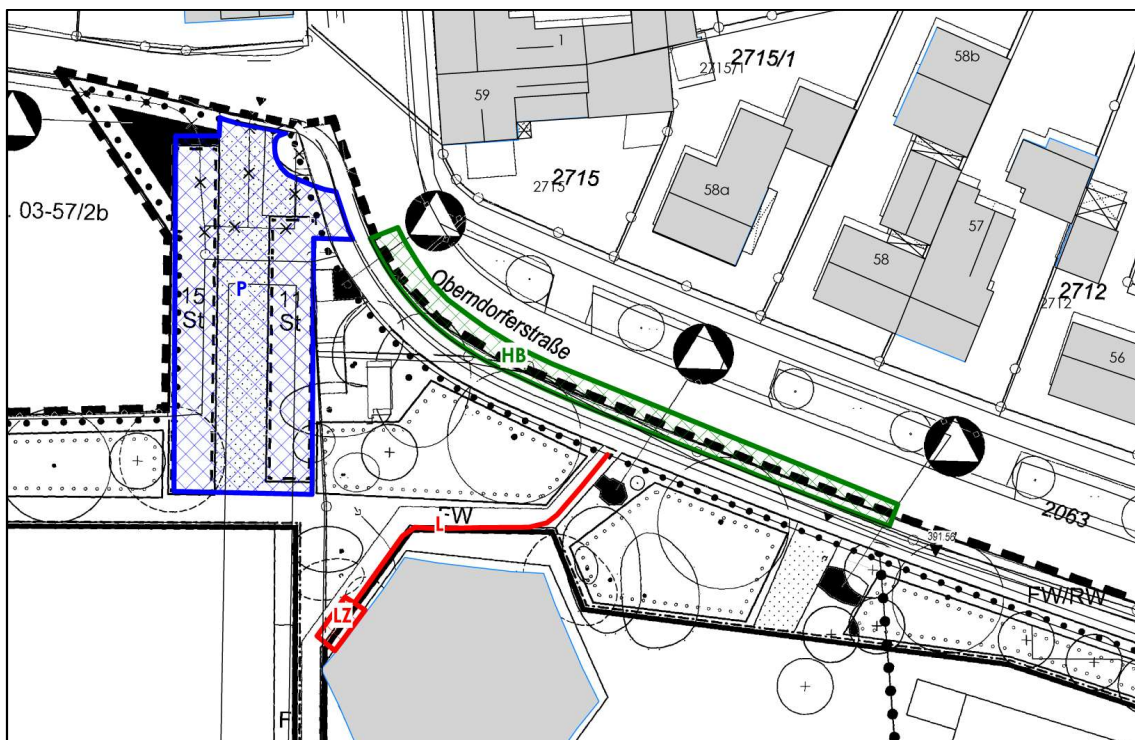 1
2715/1
2715/1
58b
59
2715
2715
58a
. 03-57/2b
57
58
P
15
St
11
St
Oberndorferstraße
2712
2712
HB
56
2063
391.56
L
FW/RW
LZ
F